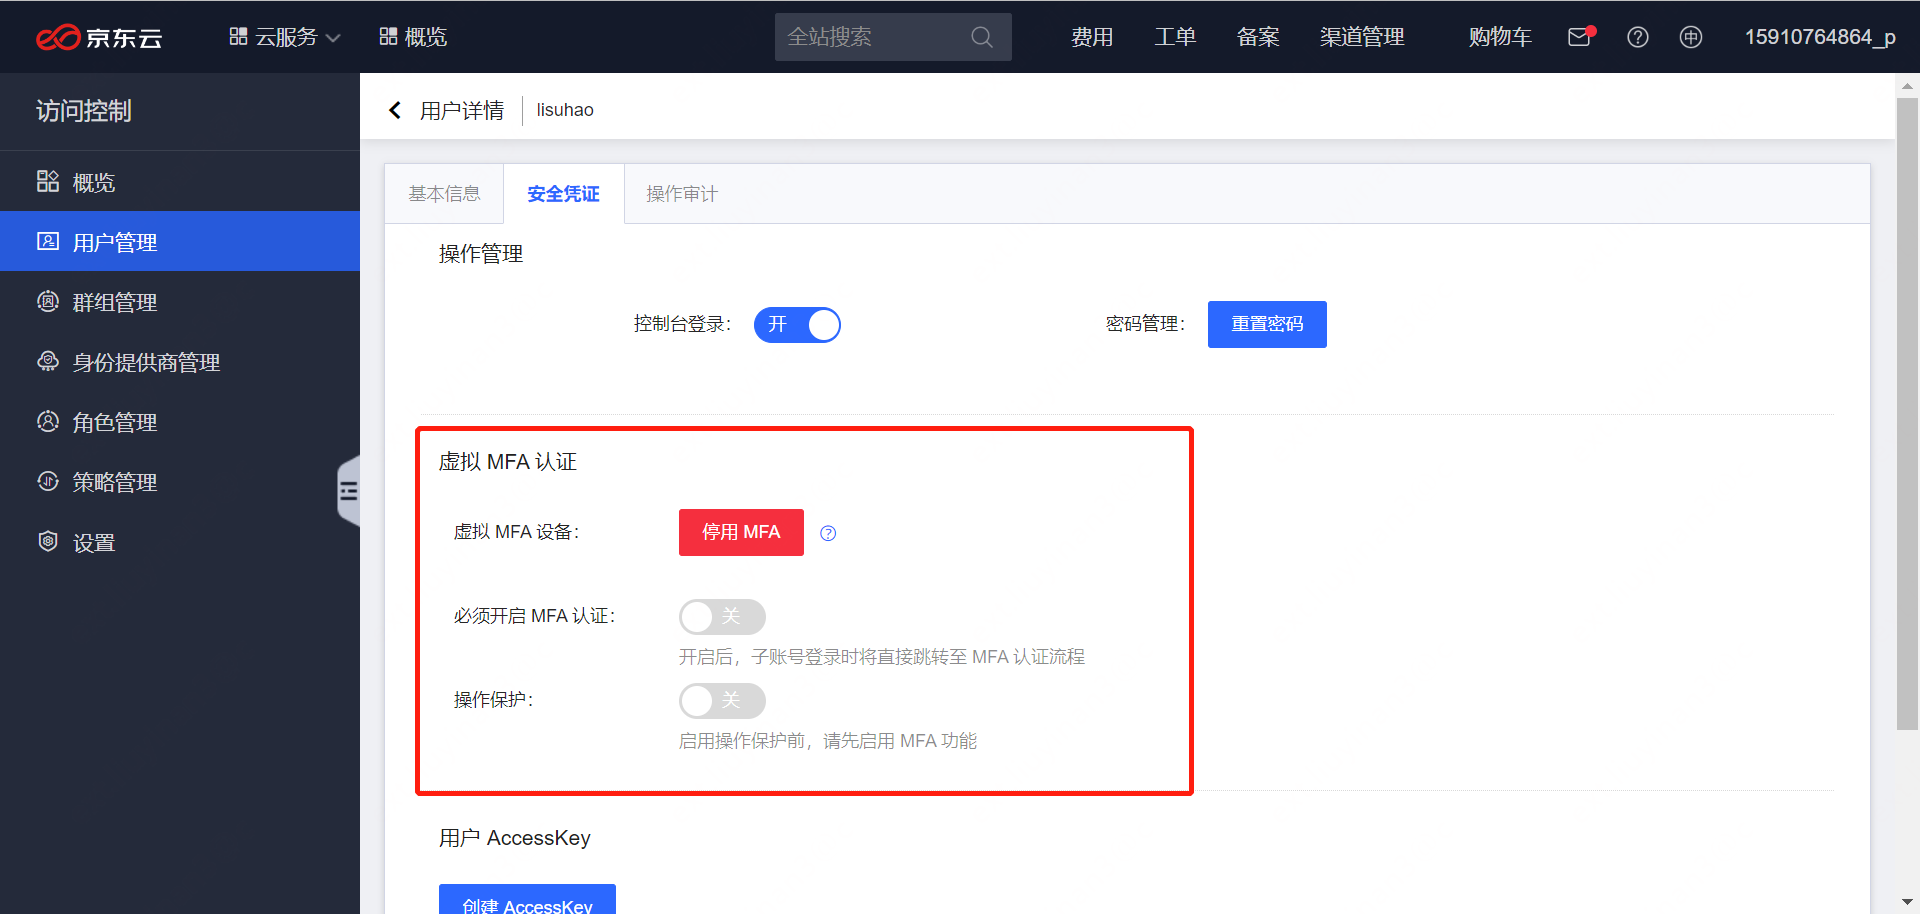 京东云
云服务
概览
全站搜索
费用
工单
备案
渠道管理
购物车
15910764864_p
访问控制
概览
用户管理
群组管理
身份提供商管理
角色管理
策略管理
设置
用户详情
lisuhao
基本信息
安全凭证
操作审计
操作管理
控制台登录：
开
密码管理：
重置密码
虚拟 MFA 认证
虚拟 MFA 设备：
停用 MFA
必须开启 MFA 认证：
关
开启后，子账号登录时将直接跳转至 MFA 认证流程
操作保护：
关
启用操作保护前，请先启用 MFA 功能
用户 AccessKey
创建 AccessKey